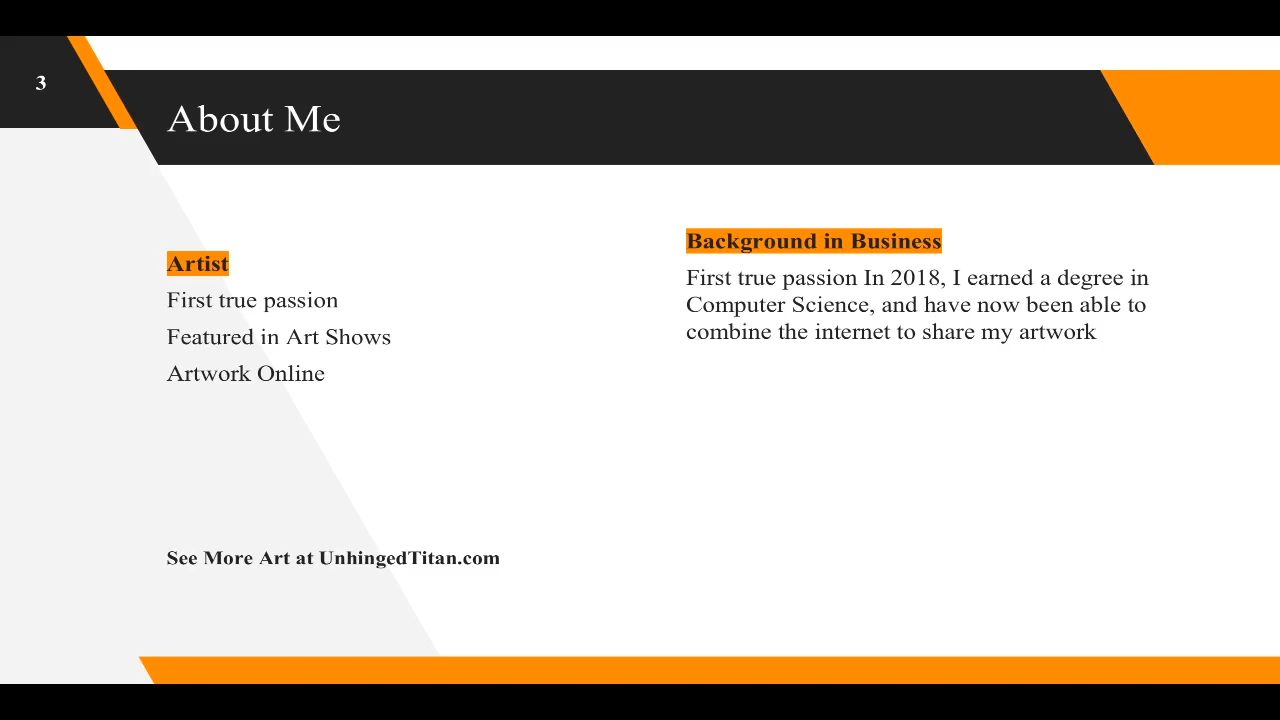 3
About Me
Artist
First true passion
Featured in Art Shows
Artwork Online
See More Art at UnhingedTitan.com
Background in Business
First true passion In 2018, I earned a degree in
Computer Science, and have now been able to
combine the internet to share my artwork